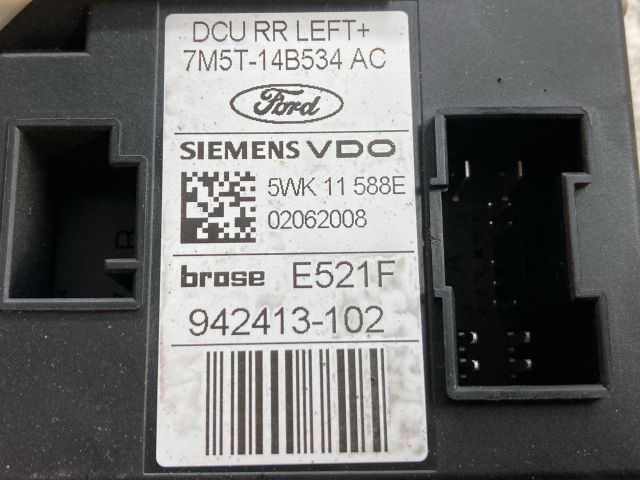 DCU RR LEFT+
7M5T-14B534 AC
Ford
SIEMENS VDO
5WK 11 588E
02062008
brose E521F
942413-102
B
A